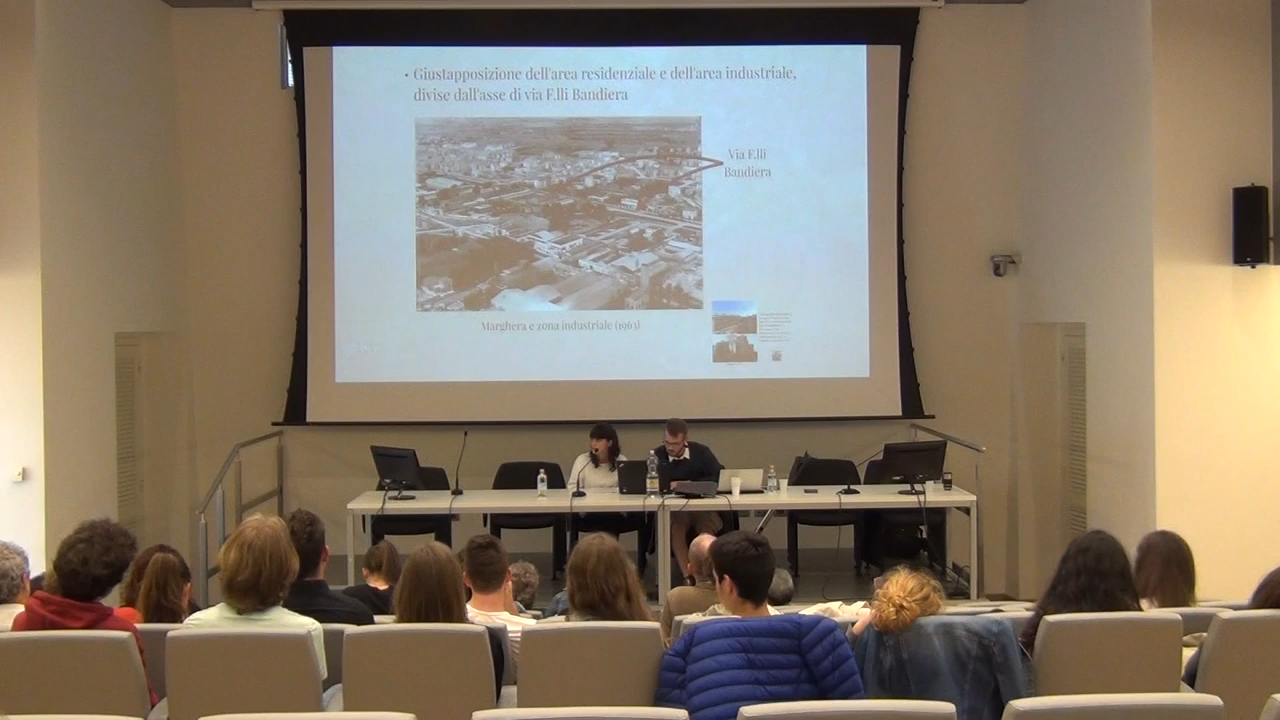 • Giustapposizione dell'area residenziale e dell'area industriale,
divise dall'asse di via F.lli Bandiera
Via F.lli
Bandiera
Marghera e zona industriale (1963)